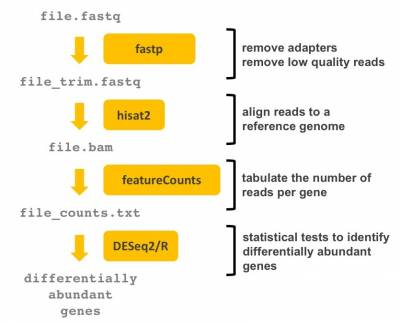 file.fastq
fastp
remove adapters
remove low quality reads
file_trim.fastq
hisat2
align reads to a
reference genome
file.bam
featureCounts
tabulate the number of
reads per gene
file_counts.txt
DESeq2/R
statistical tests to identify
differentially abundant
genes
differentially
abundant
genes